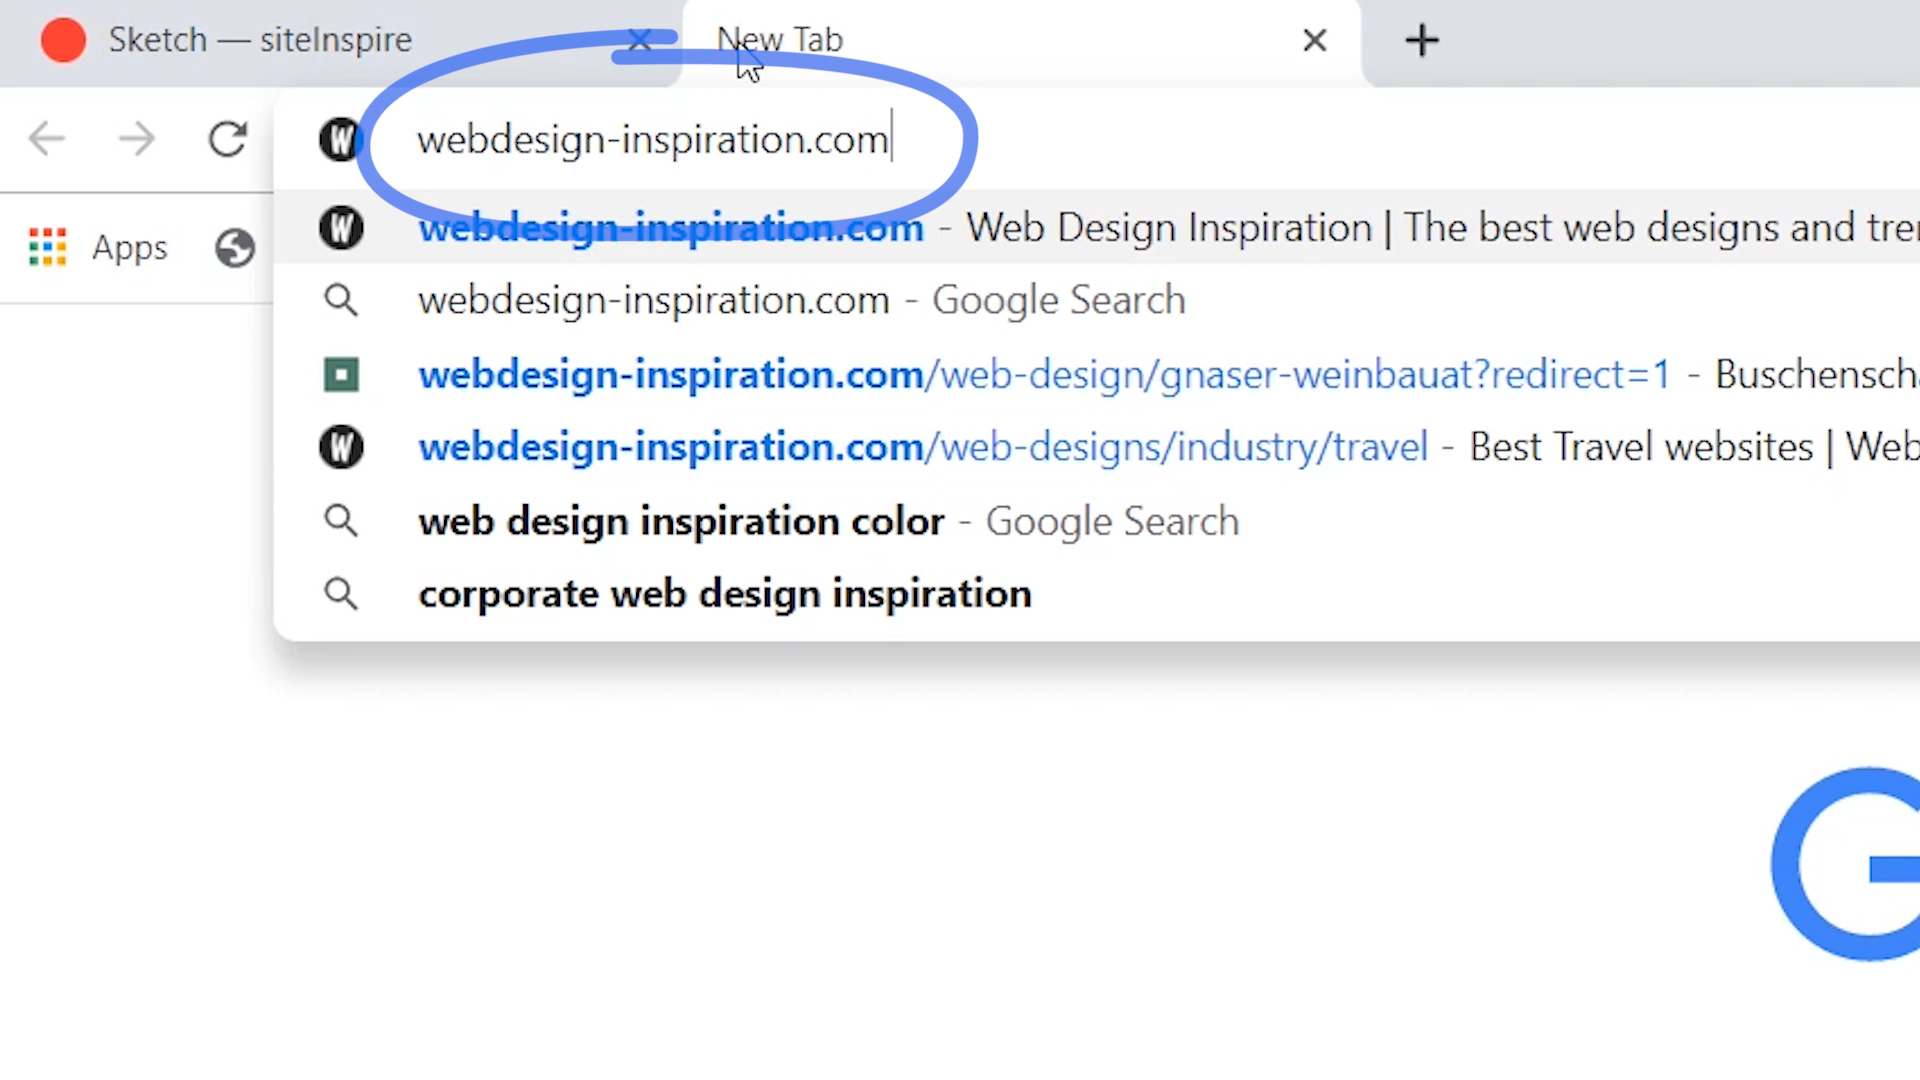 Sketch — siteInspire
New Tab
webdesign-inspiration.com
webdesign-inspiration.com - Web Design Inspiration | The best web designs and
webdesign-inspiration.com - Google Search
webdesign-inspiration.com/web-design/gnaser-weinbauat?redirect=1 -
webdesign-inspiration.com/web-designs/industry/travel - Best Travel websites | Web
web design inspiration color - Google Search
corporate web design inspiration
Apps
W
W
W
G